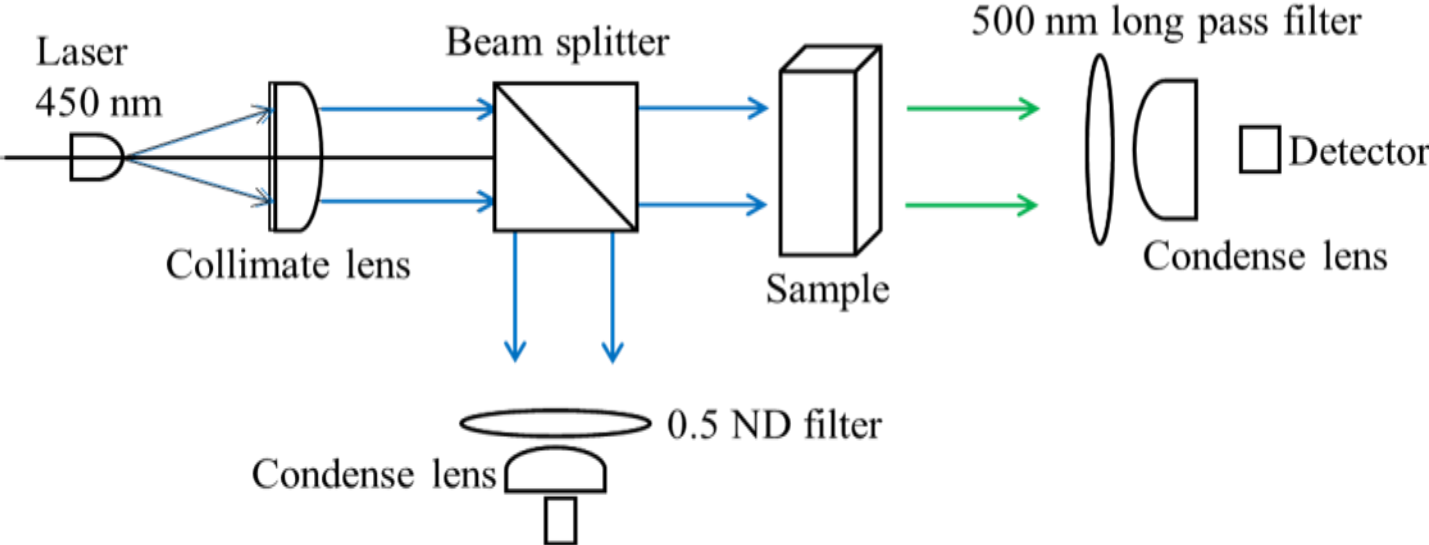 500 nm long pass filter
Beam splitter
Laser
450 nm
Detector
Collimate lens
Condense lens
Sample
0.5 ND filter
Condense lens